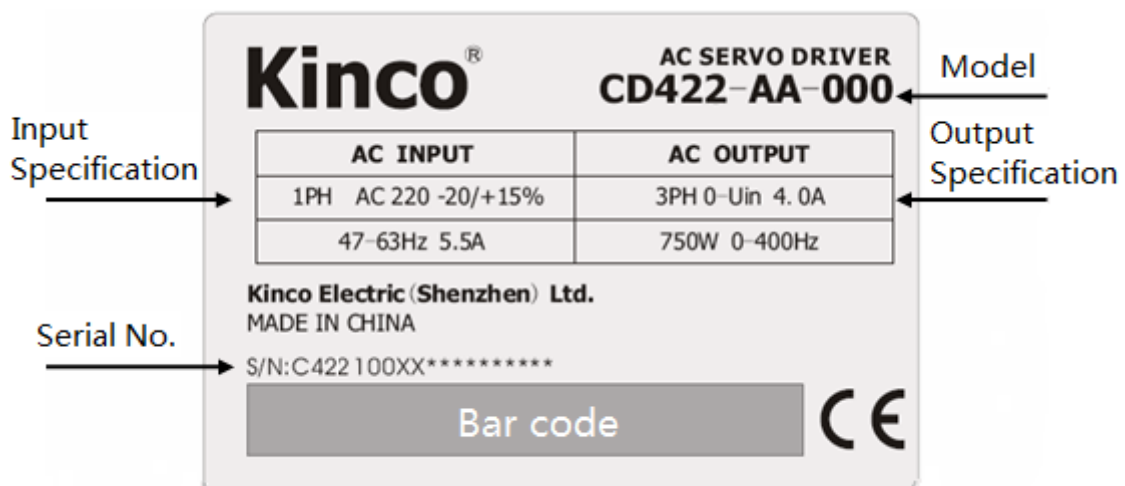 Kinco®
AC SERVO DRIVER
CD422-AA-000
Model
Input
Specification
AC INPUT
AC OUTPUT
Output
Specification
1PH AC 220 -20/+15%
3PH 0-Uin 4.0A
47-63Hz 5.5A
750W 0-400Hz
Kinco Electric (Shenzhen) Ltd.
MADE IN CHINA
Serial No.
S/N:C422100XX**********
Bar code
CE